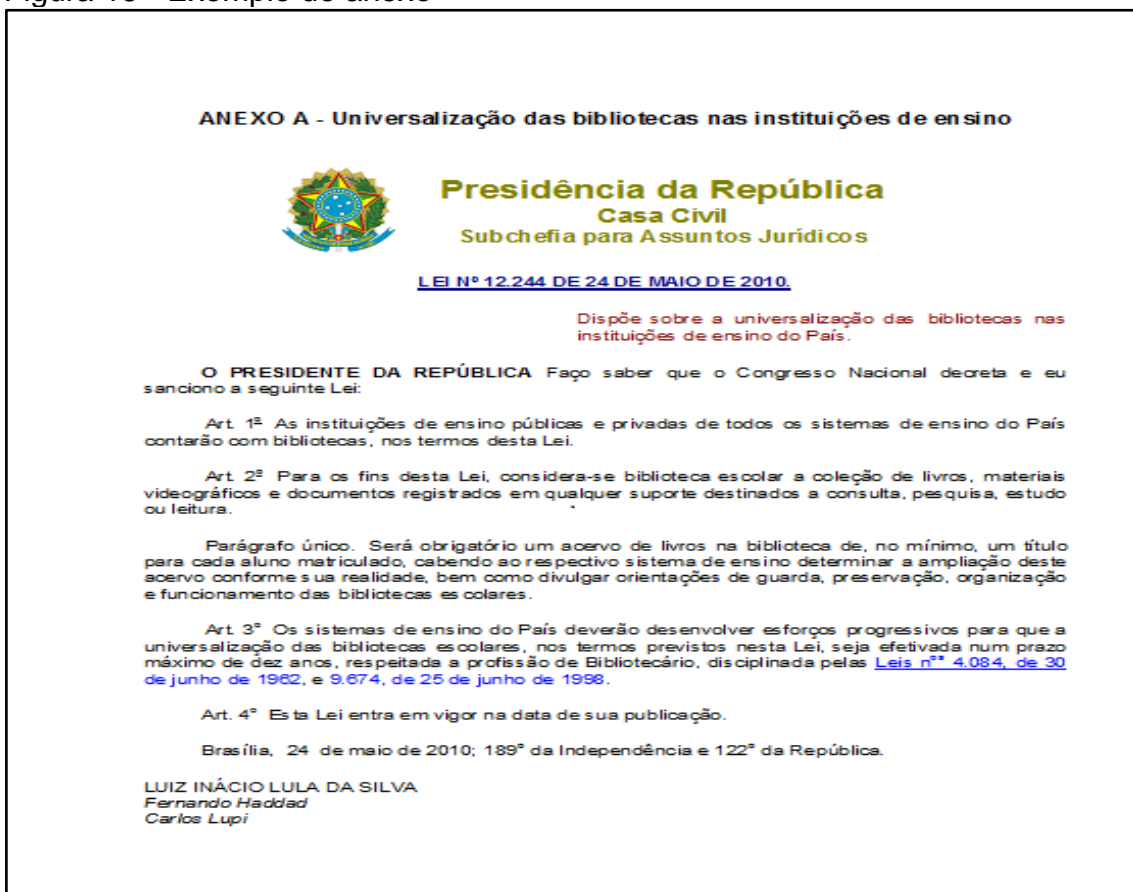 ANEXO A - Universalização das bibliotecas nas instituições de ensino
Presidência da República
Casa Civil
Subchefia para Assuntos Jurídicos
LEI Nº 12.244 DE 24 DE MAIO DE 2010.
Dispõe sobre a universalização das bibliotecas nas
instituições de ensino do País.
O PRESIDENTE DA REPÚBLICA Faço saber que o Congresso Nacional decreta e eu
sanciono a seguinte Lei:
Art. 1º As instituições de ensino públicas e privadas de todos os sistemas de ensino do País
contarão com bibliotecas, nos termos desta Lei.
Art. 2º Para os fins desta Lei, considera-se biblioteca escolar a coleção de livros, materiais
videográficos e documentos registrados em qualquer suporte destinados a consulta, pesquisa, estudo
ou leitura.
Parágrafo único. Será obrigatório um acervo de livros na biblioteca de, no mínimo, um título
para cada aluno matriculado, cabendo ao respectivo sistema de ensino determinar a ampliação deste
acervo conforme sua realidade, bem como divulgar orientações de guarda, preservação, organização
e funcionamento das bibliotecas escolares.
Art. 3º Os sistemas de ensino do País deverão desenvolver esforços progressivos para que a
universalização das bibliotecas escolares, nos termos previstos nesta Lei, seja efetivada num prazo
máximo de dez anos, respeitada a profissão de Bibliotecário, disciplinada pelas Leis nºs 4.084, de 30
de junho de 1962, e 9.674, de 25 de junho de 1998.
Art. 4º Esta Lei entra em vigor na data de sua publicação.
Brasília, 24 de maio de 2010; 189º da Independência e 122º da República.
LUIZ INÁCIO LULA DA SILVA
Fernando Haddad
Carlos Lupi